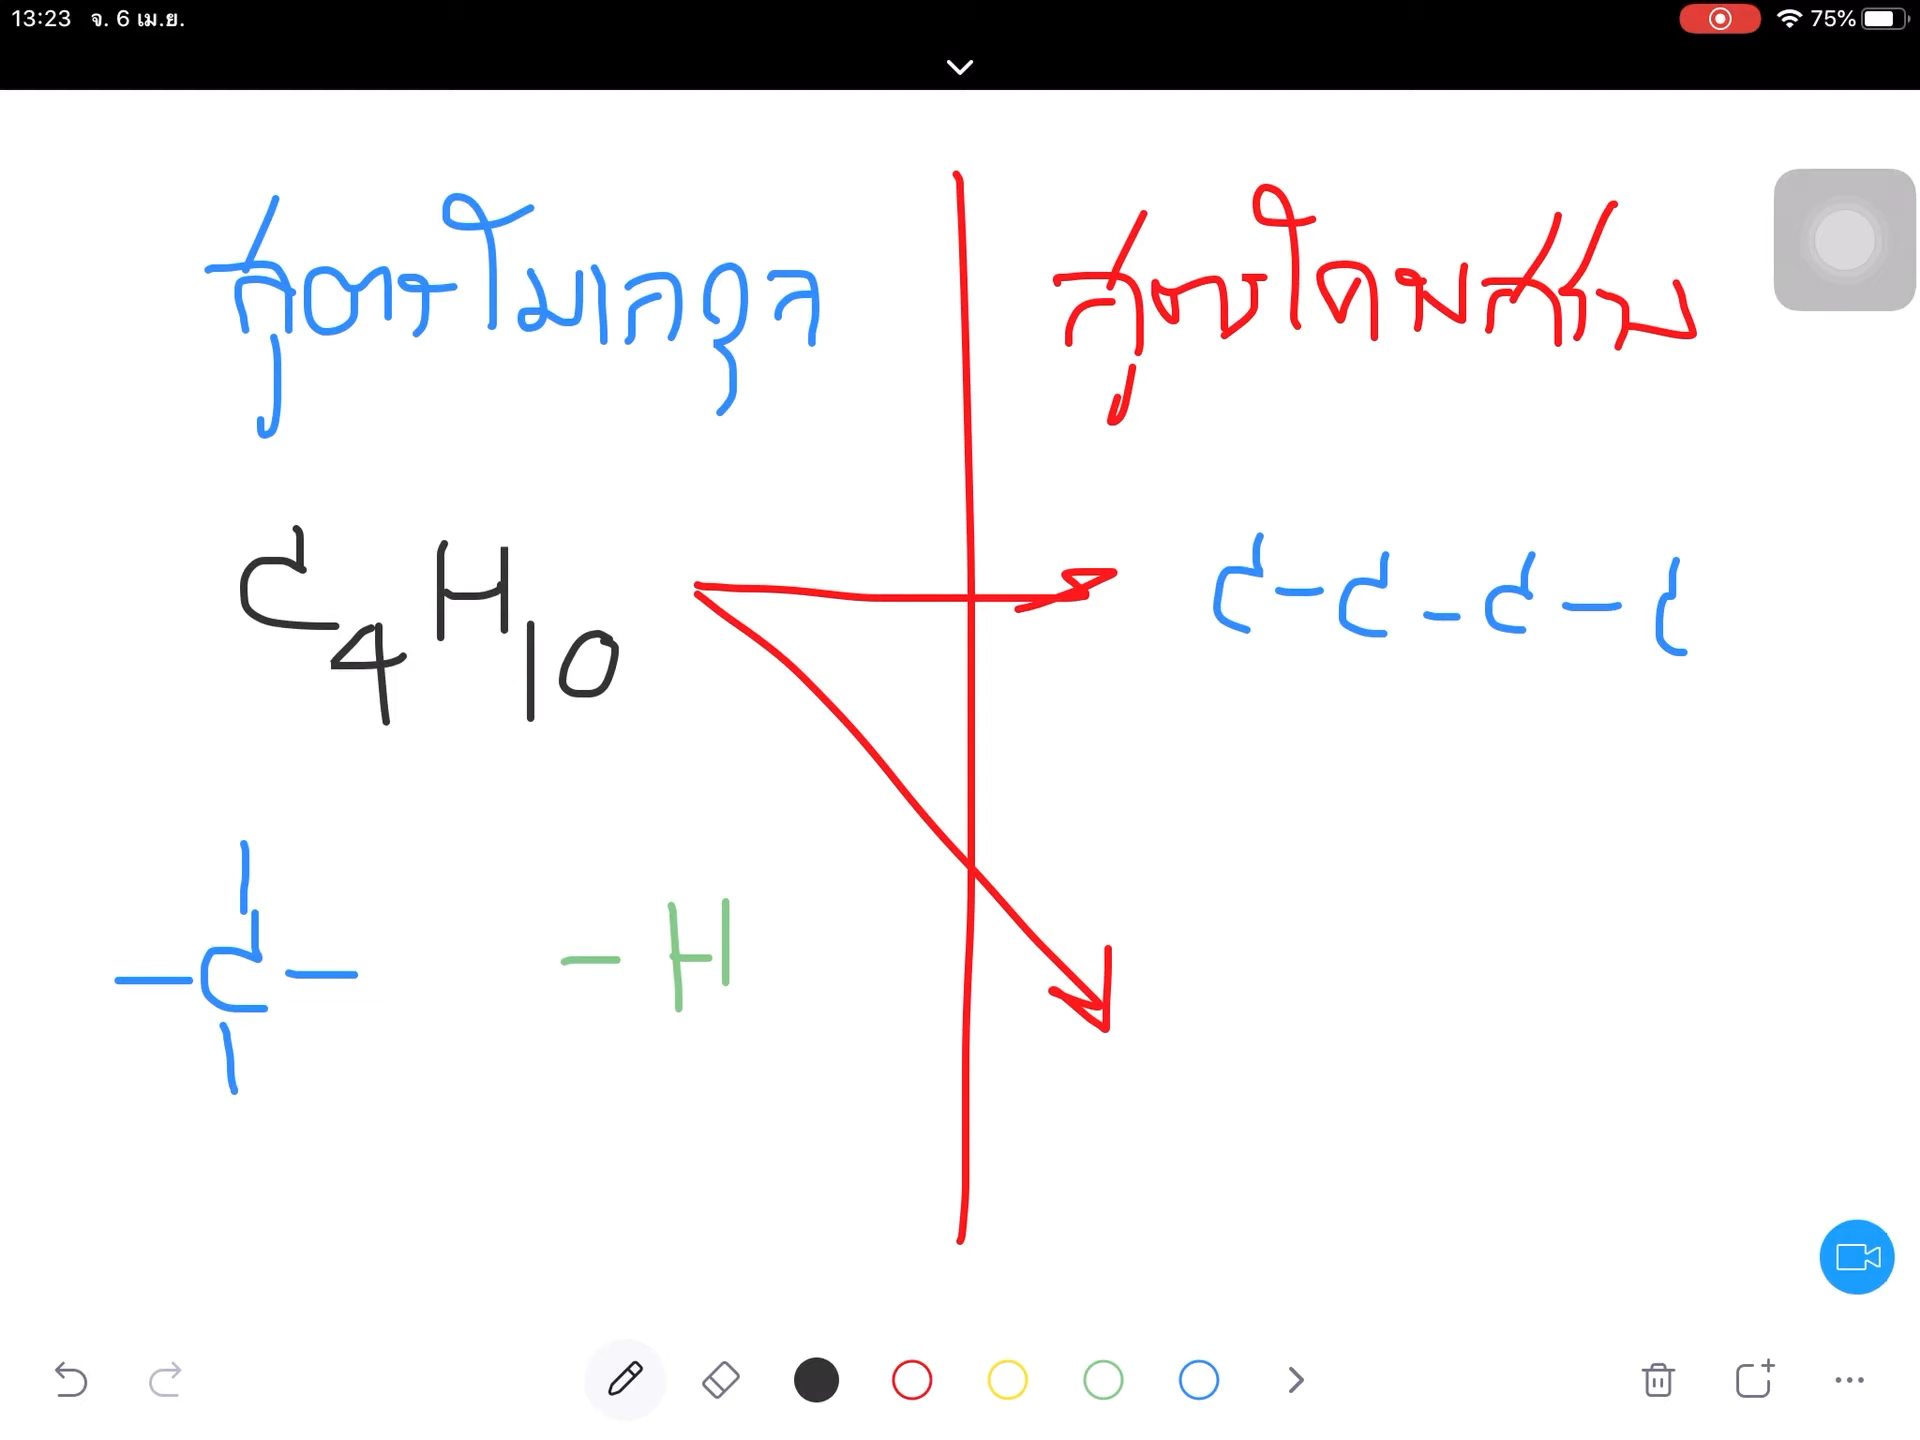 13:23 จ. 6 เม.ย. 75%
สูตรโมเลกุล
สูตรโครงสร้าง
C4H10
C-C-C-C
-C-
-H